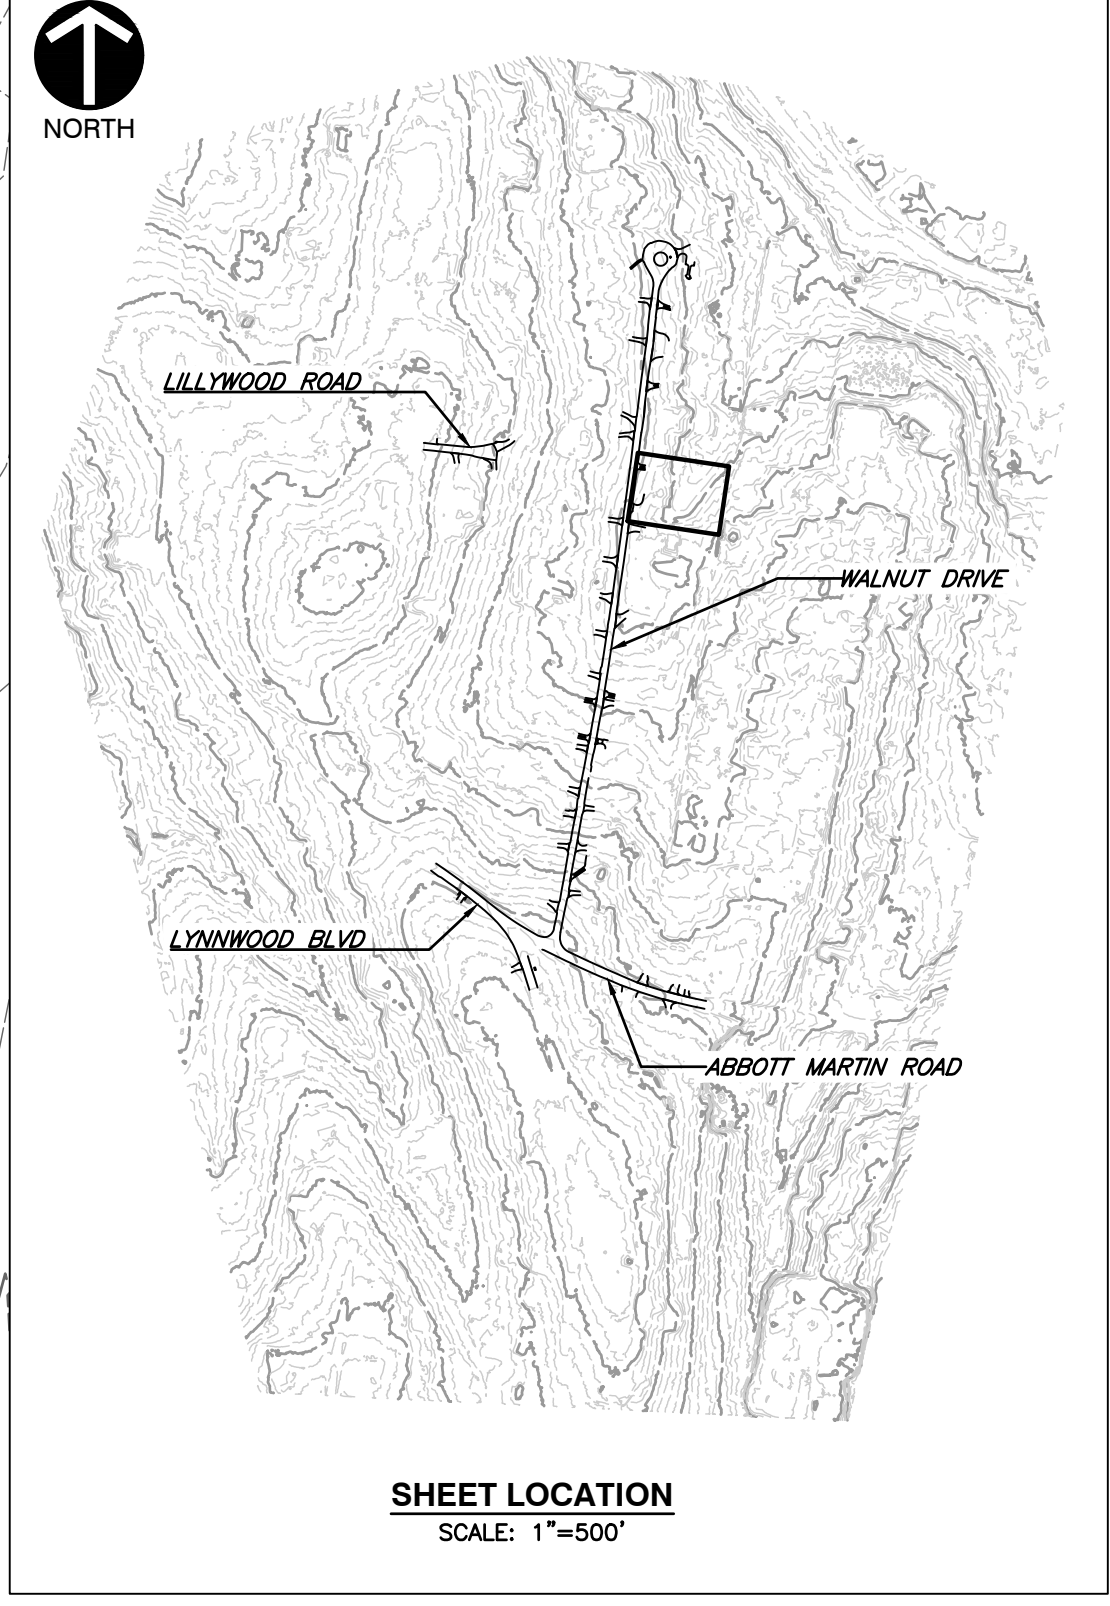 NORTH
LILLYWOOD ROAD
WALNUT DRIVE
LYNNWOOD BLVD
ABBOTT MARTIN ROAD
SHEET LOCATION
SCALE: 1"=500'